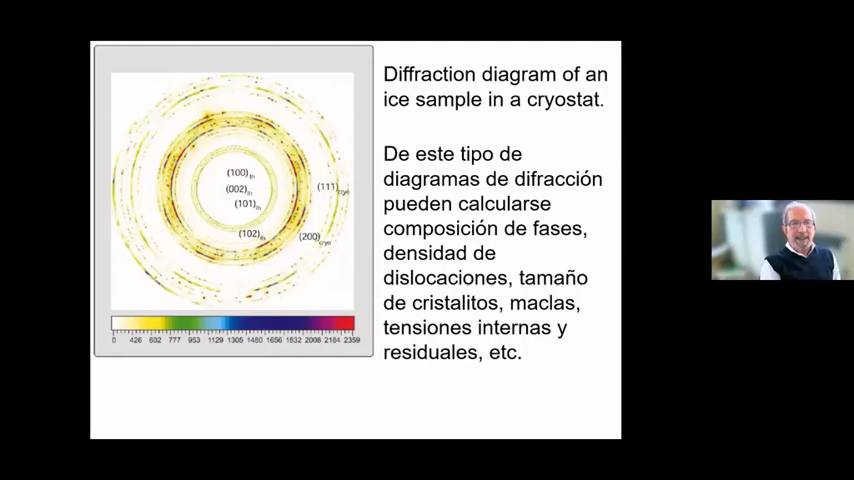 Diffraction diagram of an
ice sample in a cryostat.
De este tipo de
diagramas de difracción
pueden calcularse
composición de fases,
densidad de
dislocaciones, tamaño
de cristalitos, maclas,
tensiones internas y
residuales, etc.
(100)Ih
(002)Ih
(101)Ih
(102)Ih
(111)cryo
(200)cryo
0 426 602 777 953 1129 1305 1480 1656 1832 2008 2184 2359